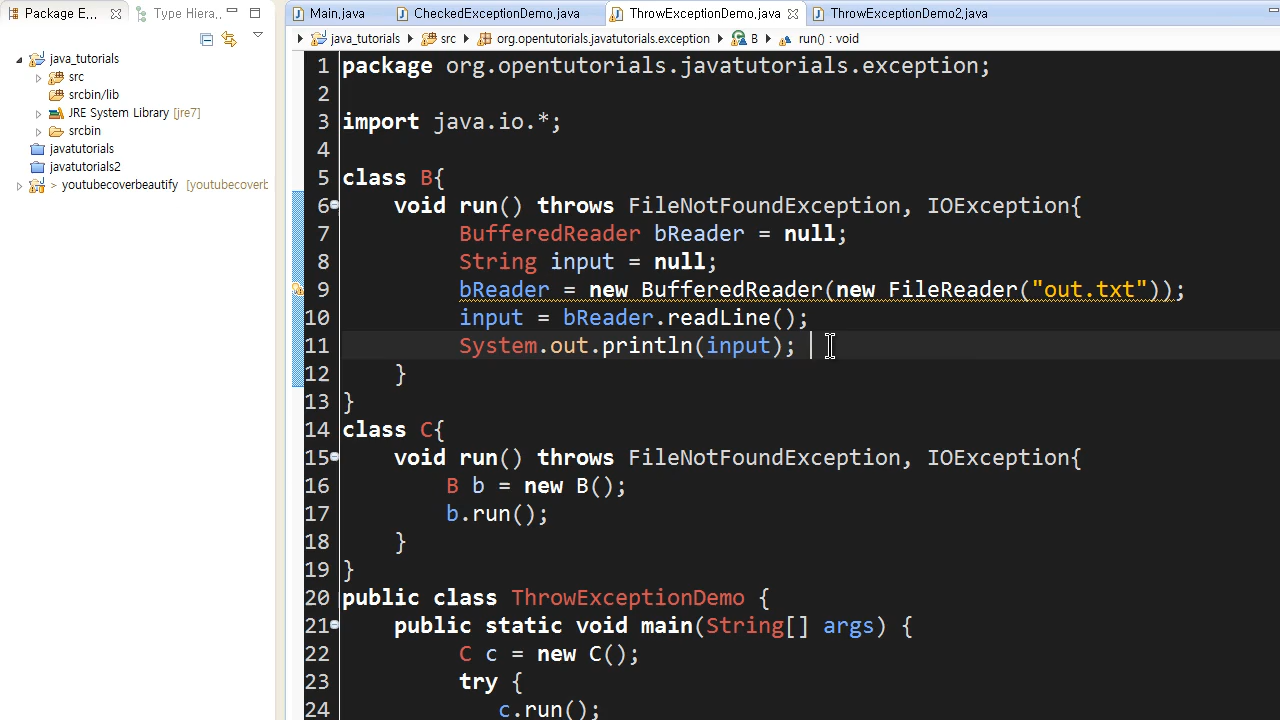 Package E...
Type Hiera...
Main.java
CheckedExceptionDemo.java
ThrowExceptionDemo.java
ThrowExceptionDemo2.java
java_tutorials
src
org.opentutorials.javatutorials.exception
B
run() : void
java_tutorials
src
srcbin/lib
JRE System Library [jre7]
srcbin
javatutorials
javatutorials2
> youtubecoverbeautify [youtubecoverb
1 package org.opentutorials.javatutorials.exception;
2
3 import java.io.*;
4
5 class B{
6 void run() throws FileNotFoundException, IOException{
7 BufferedReader bReader = null;
8 String input = null;
9 bReader = new BufferedReader(new FileReader("out.txt"));
10 input = bReader.readLine();
11 System.out.println(input);
12 }
13 }
14 class C{
15 void run() throws FileNotFoundException, IOException{
16 B b = new B();
17 b.run();
18 }
19 }
20 public class ThrowExceptionDemo {
21 public static void main(String[] args) {
22 C c = new C();
23 try {
24 c.run();